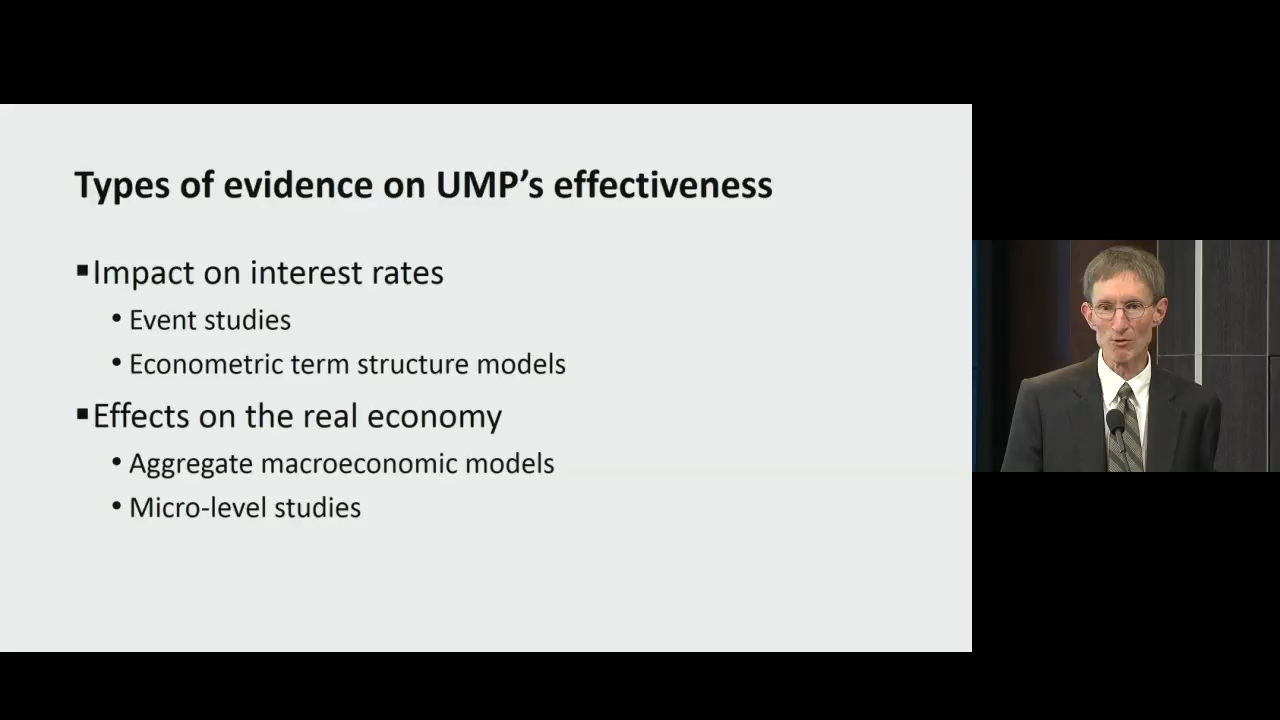 Types of evidence on UMP’s effectiveness
▪Impact on interest rates
• Event studies
• Econometric term structure models
▪Effects on the real economy
• Aggregate macroeconomic models
• Micro-level studies